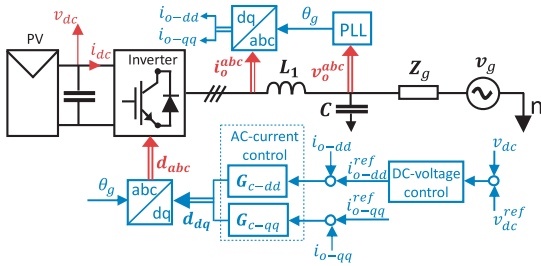 v_dc
i_dc
PV
Inverter
i_o-dd
i_o-qq
dq
abc
θ_g
PLL
i_o^abc
L_1
v_o^abc
Z_g
v_g
C
n
d_abc
AC-current
control
i_o-dd
i_o-dd^ref
DC-voltage
control
v_dc
v_dc^ref
θ_g
abc
dq
d_dq
G_c-dd
G_c-qq
i_o-qq^ref
i_o-qq